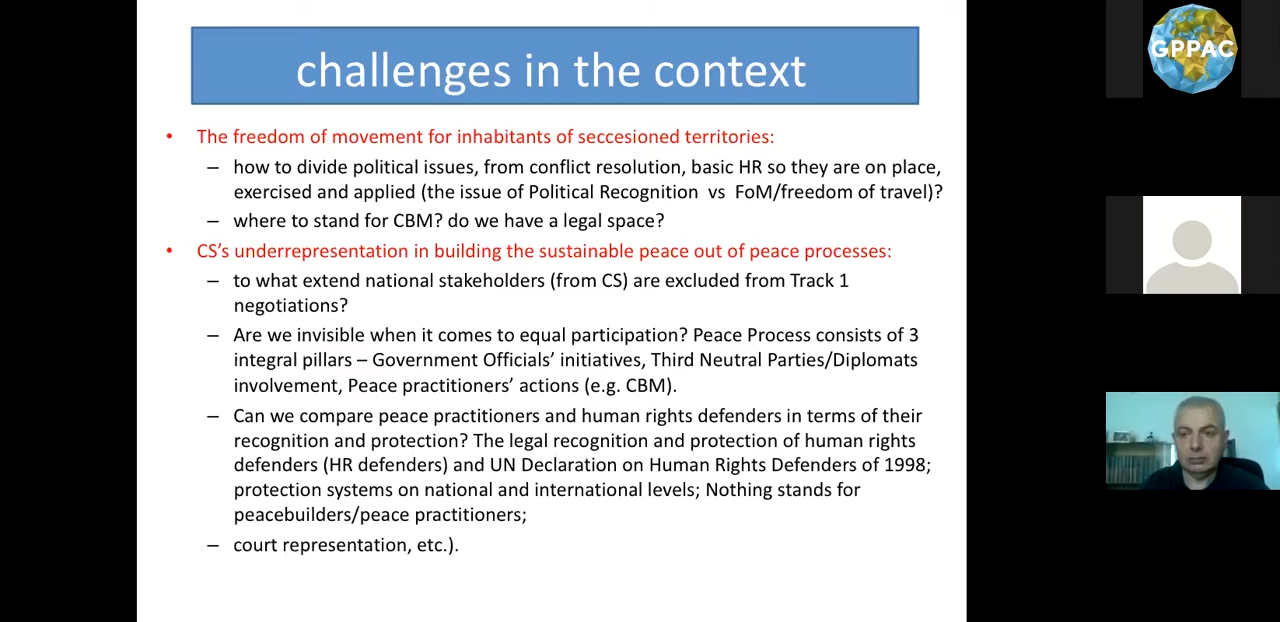 challenges in the context
• The freedom of movement for inhabitants of seccesioned territories:
– how to divide political issues, from conflict resolution, basic HR so they are on place,
exercised and applied (the issue of Political Recognition vs FoM/freedom of travel)?
– where to stand for CBM? do we have a legal space?
• CS’s underrepresentation in building the sustainable peace out of peace processes:
– to what extend national stakeholders (from CS) are excluded from Track 1
negotiations?
– Are we invisible when it comes to equal participation? Peace Process consists of 3
integral pillars – Government Officials’ initiatives, Third Neutral Parties/Diplomats
involvement, Peace practitioners’ actions (e.g. CBM).
– Can we compare peace practitioners and human rights defenders in terms of their
recognition and protection? The legal recognition and protection of human rights
defenders (HR defenders) and UN Declaration on Human Rights Defenders of 1998;
protection systems on national and international levels; Nothing stands for
peacebuilders/peace practitioners;
– court representation, etc.).
GPPAC